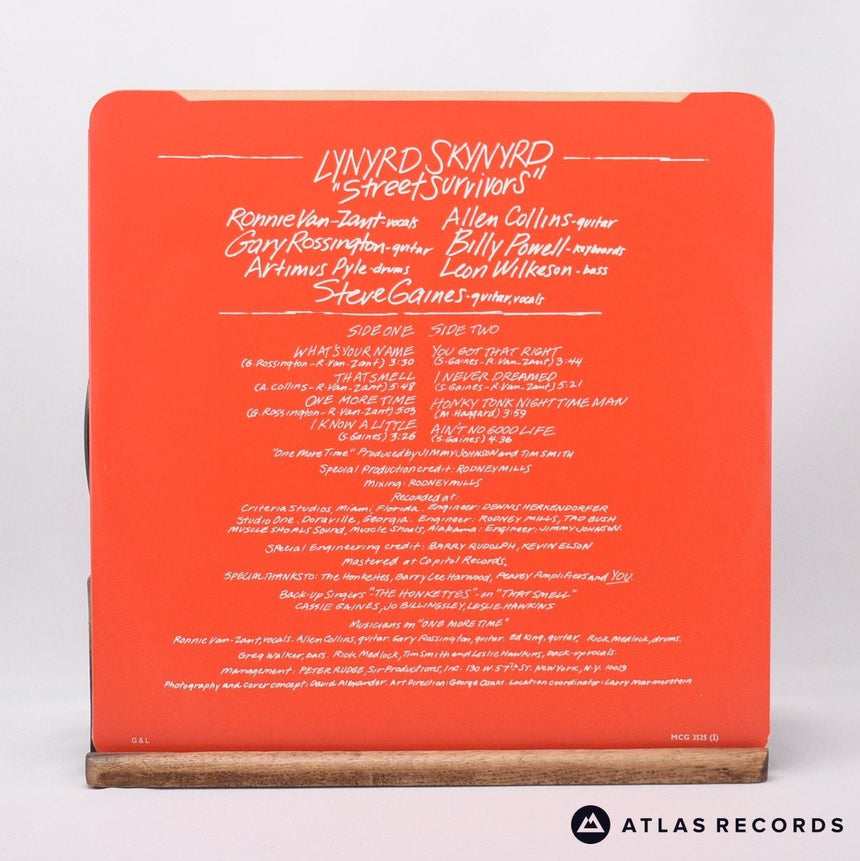 LYNYRD SKYNYRD
"Street Survivors"
Ronnie Van-Zant-vocals Allen Collins-guitar
Gary Rossington-guitar Billy Powell-keyboards
Artimus Pyle-drums Leon Wilkeson-bass
Steve Gaines-guitar, vocals
SIDE ONE SIDE TWO
WHAT'S YOUR NAME YOU GOT THAT RIGHT
(G. Rossington-R. Van-Zant) 3:30 (S. Gaines-R. Van-Zant) 3:44
THAT SMELL I NEVER DREAMED
(A. Collins-R. Van-Zant) 5:48 (S. Gaines-R. Van-Zant) 5:21
ONE MORE TIME HONKY TONK NIGHT TIME MAN
(G. Rossington-R. Van-Zant) 5:03 (M. Haggard) 3:59
I KNOW A LITTLE AIN'T NO GOOD LIFE
(S. Gaines) 3:26 (S. Gaines) 4:36
"One More Time" Produced by JIMMY JOHNSON and TIM SMITH
Special Production credit: RODNEY MILLS
Mixing: RODNEY MILLS
Recorded at:
Criteria Studios, Miami, Florida. Engineer: DENNIS HERKENDORFER
Studio One, Doraville, Georgia. Engineer: RODNEY MILLS, TAD BUSH
MUSCLE SHOALS Sound, Muscle Shoals, Alabama: Engineer: JIMMY JOHNSON.
Special Engineering credit: BARRY RUDOLPH, KEVIN ELSON
Mastered at Capitol Records.
SPECIAL THANKS TO: The Honkettes, Barry Lee Harwood, Peavey Amplifiers and YOU.
Back-up Singers "THE HONKETTES"-on "THAT SMELL"
CASSIE GAINES, JO BILLINGSLEY, LESLIE HAWKINS
Musicians on "ONE MORE TIME"
Ronnie Van-Zant, vocals. Allen Collins, guitar. Gary Rossington, guitar. Ed King, guitar, Rick Medlock, drums.
Greg Walker, bass. Rick Medlock, Tim Smith and Leslie Hawkins, back-up vocals.
Management: PETER RUDGE, Sir Productions, Inc. 130 W. 57th St. New York, N.Y. 10019
Photography and cover concept: David Alexander. Art Direction: George Osaki. Location coordinator: Larry Marmorstein
G & L MCG 3525 (I)
ATLAS RECORDS